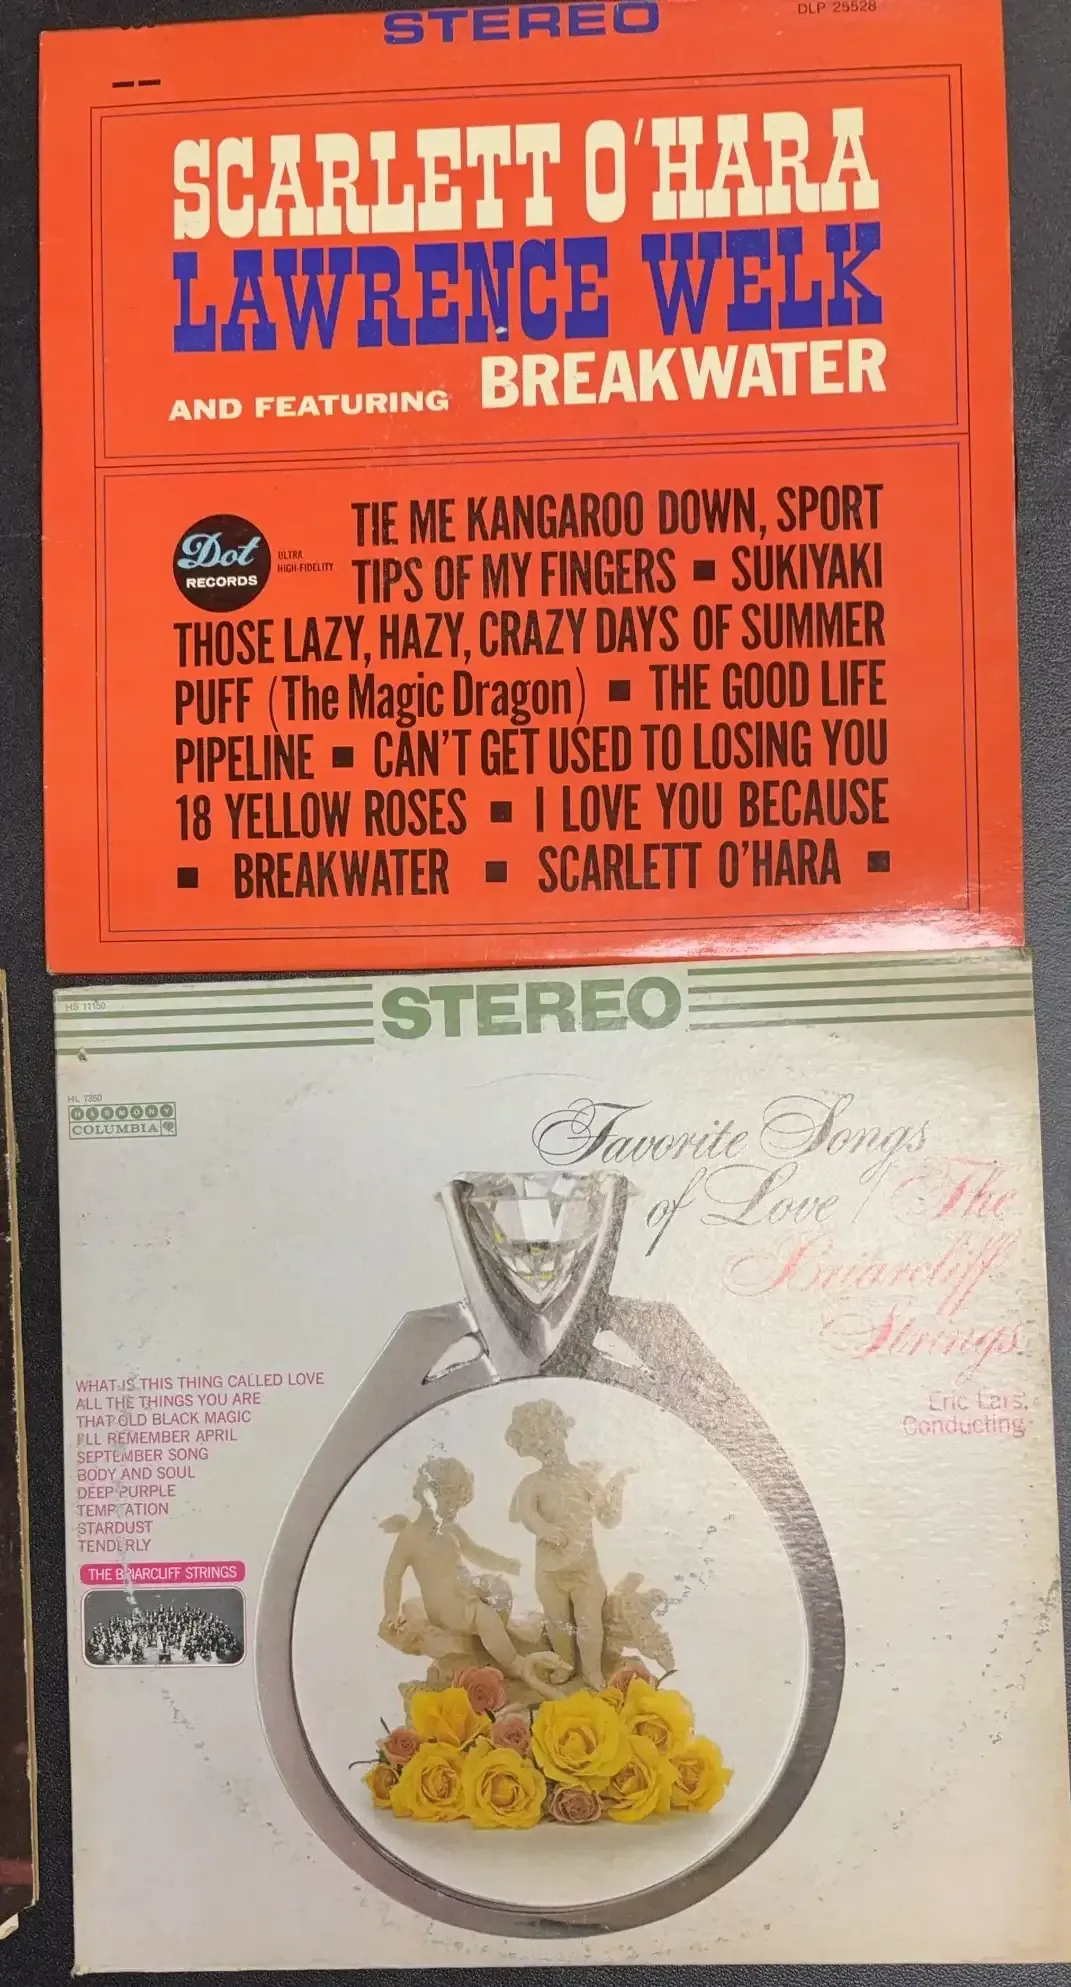 STEREO
DLP 25528
SCARLETT O'HARA
LAWRENCE WELK
AND FEATURING BREAKWATER
Dot
RECORDS
ULTRA
HIGH-FIDELITY
TIE ME KANGAROO DOWN, SPORT
TIPS OF MY FINGERS ■ SUKIYAKI
THOSE LAZY, HAZY, CRAZY DAYS OF SUMMER
PUFF (The Magic Dragon) ■ THE GOOD LIFE
PIPELINE ■ CAN'T GET USED TO LOSING YOU
18 YELLOW ROSES ■ I LOVE YOU BECAUSE
■ BREAKWATER ■ SCARLETT O'HARA ■
HS 11150
STEREO
HL 7350
HARMONY
COLUMBIA
Favorite Songs
of Love / The
Briarcliff
Strings
Eric Lars,
Conducting
WHAT IS THIS THING CALLED LOVE
ALL THE THINGS YOU ARE
THAT OLD BLACK MAGIC
I'LL REMEMBER APRIL
SEPTEMBER SONG
BODY AND SOUL
DEEP PURPLE
TEMPTATION
STARDUST
TENDERLY
THE BRIARCLIFF STRINGS